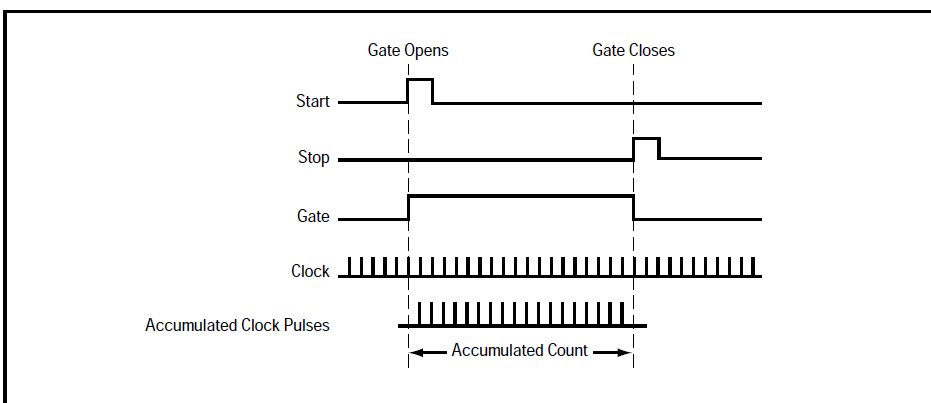 Gate Opens
Gate Closes
Start
Stop
Gate
Clock
Accumulated Clock Pulses
Accumulated Count